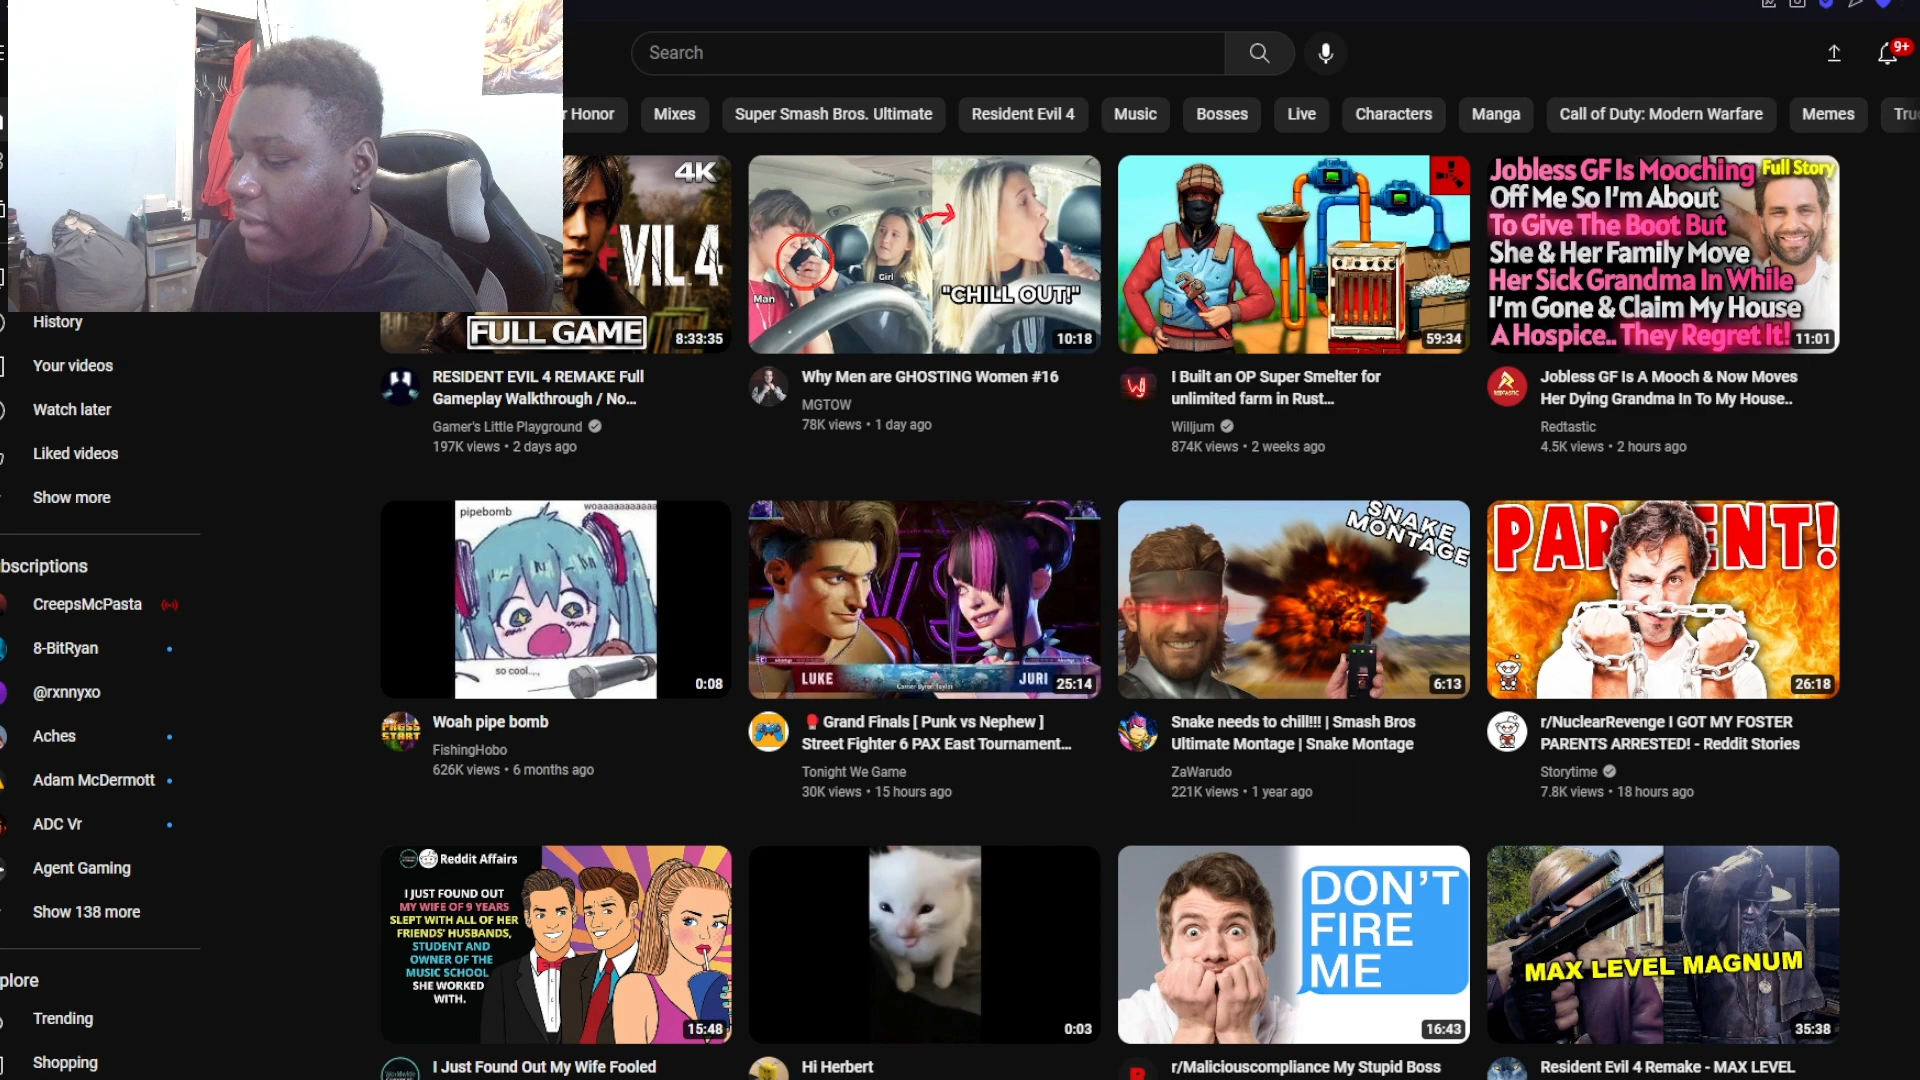 Search
9+
r Honor
Mixes
Super Smash Bros. Ultimate
Resident Evil 4
Music
Bosses
Live
Characters
Manga
Call of Duty: Modern Warfare
Memes
Tru
4K
EVIL 4
FULL GAME
8:33:35
Man
Girl
"CHILL OUT!"
10:18
59:34
Jobless GF Is Mooching
Full Story
Off Me So I'm About
To Give The Boot But
She & Her Family Move
Her Sick Grandma In While
I'm Gone & Claim My House
A Hospice.. They Regret It!
11:01
RESIDENT EVIL 4 REMAKE Full
Gameplay Walkthrough / No...
Gamer's Little Playground
197K views • 2 days ago
Why Men are GHOSTING Women #16
MGTOW
78K views • 1 day ago
I Built an OP Super Smelter for
unlimited farm in Rust...
Willjum
874K views • 2 weeks ago
REDTASTIC
Jobless GF Is A Mooch & Now Moves
Her Dying Grandma In To My House..
Redtastic
4.5K views • 2 hours ago
History
Your videos
Watch later
Liked videos
Show more
bscriptions
CreepsMcPasta
8-BitRyan
@rxnnyxo
Aches
Adam McDermott
ADC Vr
Agent Gaming
Show 138 more
plore
Trending
Shopping
pipebomb
woaaaaaaaaaaa
so cool....
0:08
VS
LUKE
JURI
25:14
SNAKE
MONTAGE
6:13
PARENT!
26:18
PRESS
START
Woah pipe bomb
FishingHobo
626K views • 6 months ago
Grand Finals [ Punk vs Nephew ]
Street Fighter 6 PAX East Tournament...
Tonight We Game
30K views • 15 hours ago
Snake needs to chill!!! | Smash Bros
Ultimate Montage | Snake Montage
ZaWarudo
221K views • 1 year ago
r/NuclearRevenge I GOT MY FOSTER
PARENTS ARRESTED! - Reddit Stories
Storytime
7.8K views • 18 hours ago
Reddit Affairs
I JUST FOUND OUT
MY WIFE OF 9 YEARS
SLEPT WITH ALL OF HER
FRIENDS' HUSBANDS,
STUDENT AND
OWNER OF THE
MUSIC SCHOOL
SHE WORKED
WITH.
15:48
0:03
DON'T
FIRE
ME
16:43
MAX LEVEL MAGNUM
35:38
I Just Found Out My Wife Fooled
Hi Herbert
r/Maliciouscompliance My Stupid Boss
Resident Evil 4 Remake - MAX LEVEL